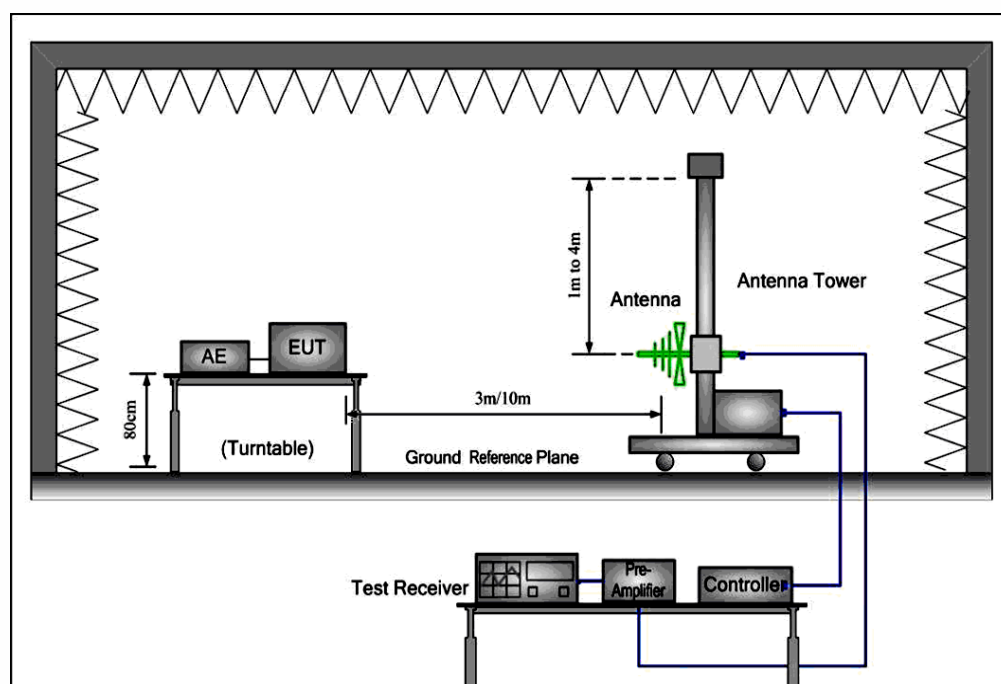 1m to 4m
Antenna
Antenna Tower
AE
EUT
80cm
3m/10m
(Turntable)
Ground Reference Plane
Test Receiver
Pre-
Amplifier
Controller